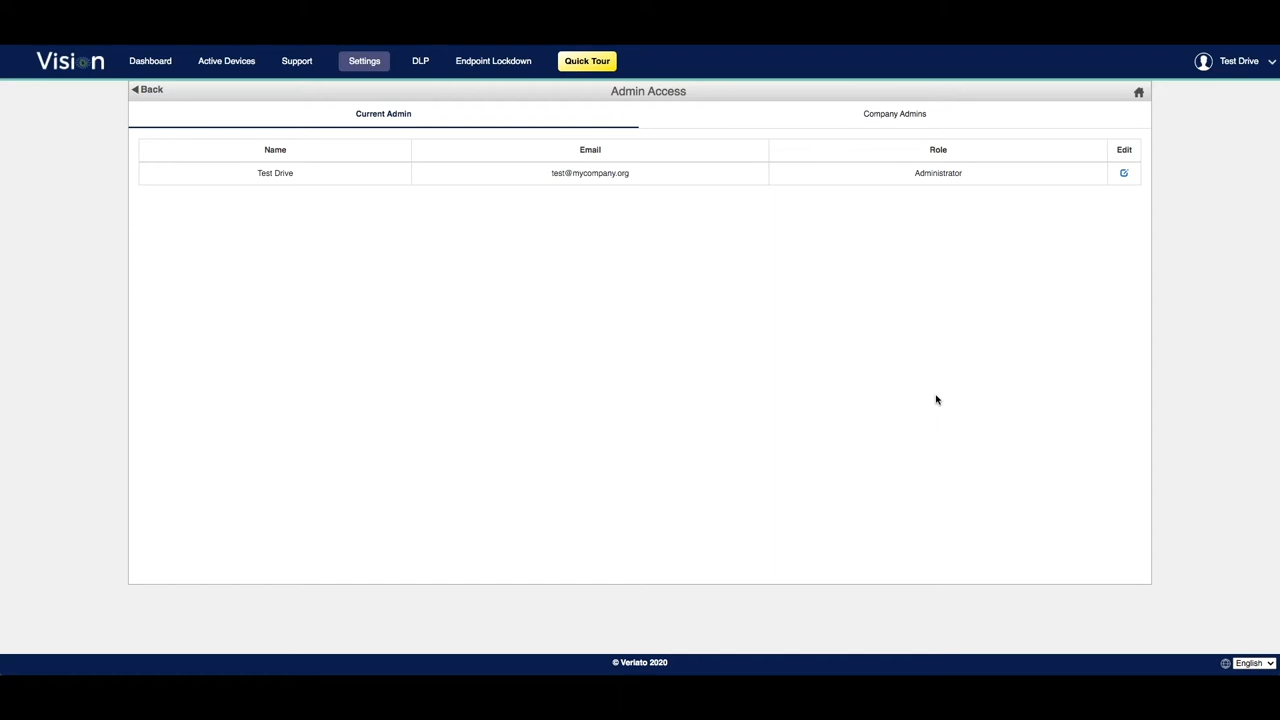 Vision Dashboard Active Devices Support Settings DLP Endpoint Lockdown Quick Tour Test Drive
Back Admin Access
Current Admin Company Admins
Name Email Role Edit
Test Drive test@mycompany.org Administrator
© Veriato 2020 English